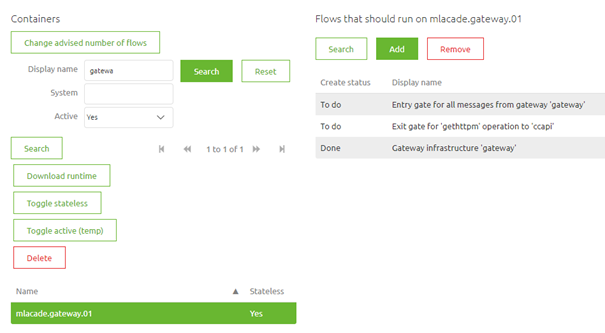 Containers
Change advised number of flows
Display name gatewa Search Reset
System
Active Yes
Search 1 to 1 of 1
Download runtime
Toggle stateless
Toggle active (temp)
Delete
Name Stateless
mlacade.gateway.01 Yes
Flows that should run on mlacade.gateway.01
Search Add Remove
Create status Display name
To do Entry gate for all messages from gateway 'gateway'
To do Exit gate for 'gethttpm' operation to 'ccapi'
Done Gateway infrastructure 'gateway'